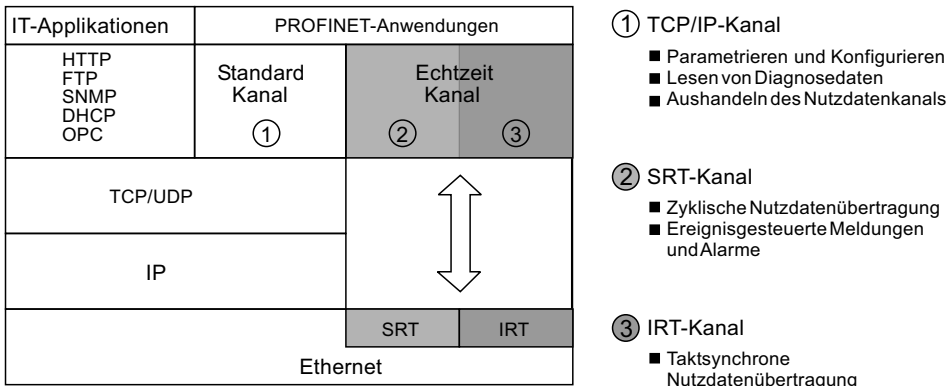 IT-Applikationen
PROFINET-Anwendungen
HTTP
FTP
SNMP
DHCP
OPC
Standard
Kanal
1
Echtzeit
Kanal
2
3
TCP/UDP
IP
SRT
IRT
Ethernet
1 TCP/IP-Kanal
■ Parametrieren und Konfigurieren
■ Lesen von Diagnosedaten
■ Aushandeln des Nutzdatenkanals
2 SRT-Kanal
■ Zyklische Nutzdatenübertragung
■ Ereignisgesteuerte Meldungen
und Alarme
3 IRT-Kanal
■ Taktsynchrone
Nutzdatenübertragung